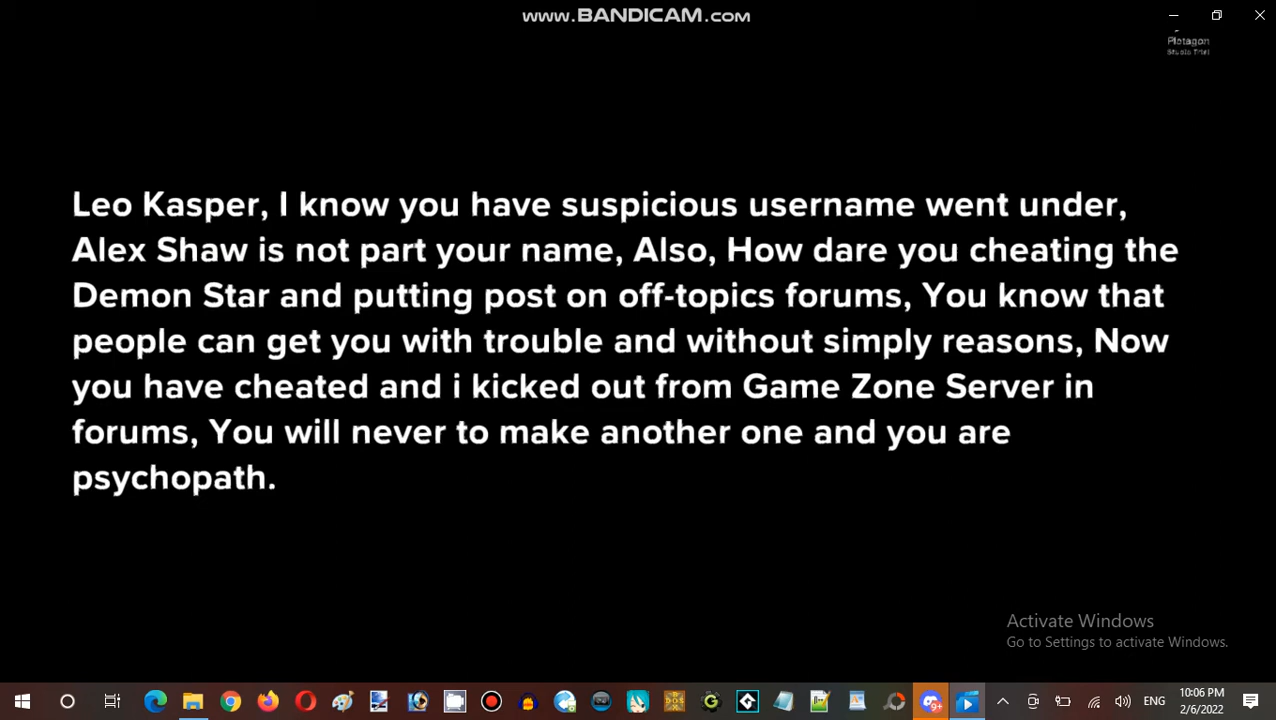 www.BANDICAM.com
Plotagon
Studio Trial
Leo Kasper, I know you have suspicious username went under,
Alex Shaw is not part your name, Also, How dare you cheating the
Demon Star and putting post on off-topics forums, You know that
people can get you with trouble and without simply reasons, Now
you have cheated and i kicked out from Game Zone Server in
forums, You will never to make another one and you are
psychopath.
Activate Windows
Go to Settings to activate Windows.
ENG
10:06 PM
2/6/2022